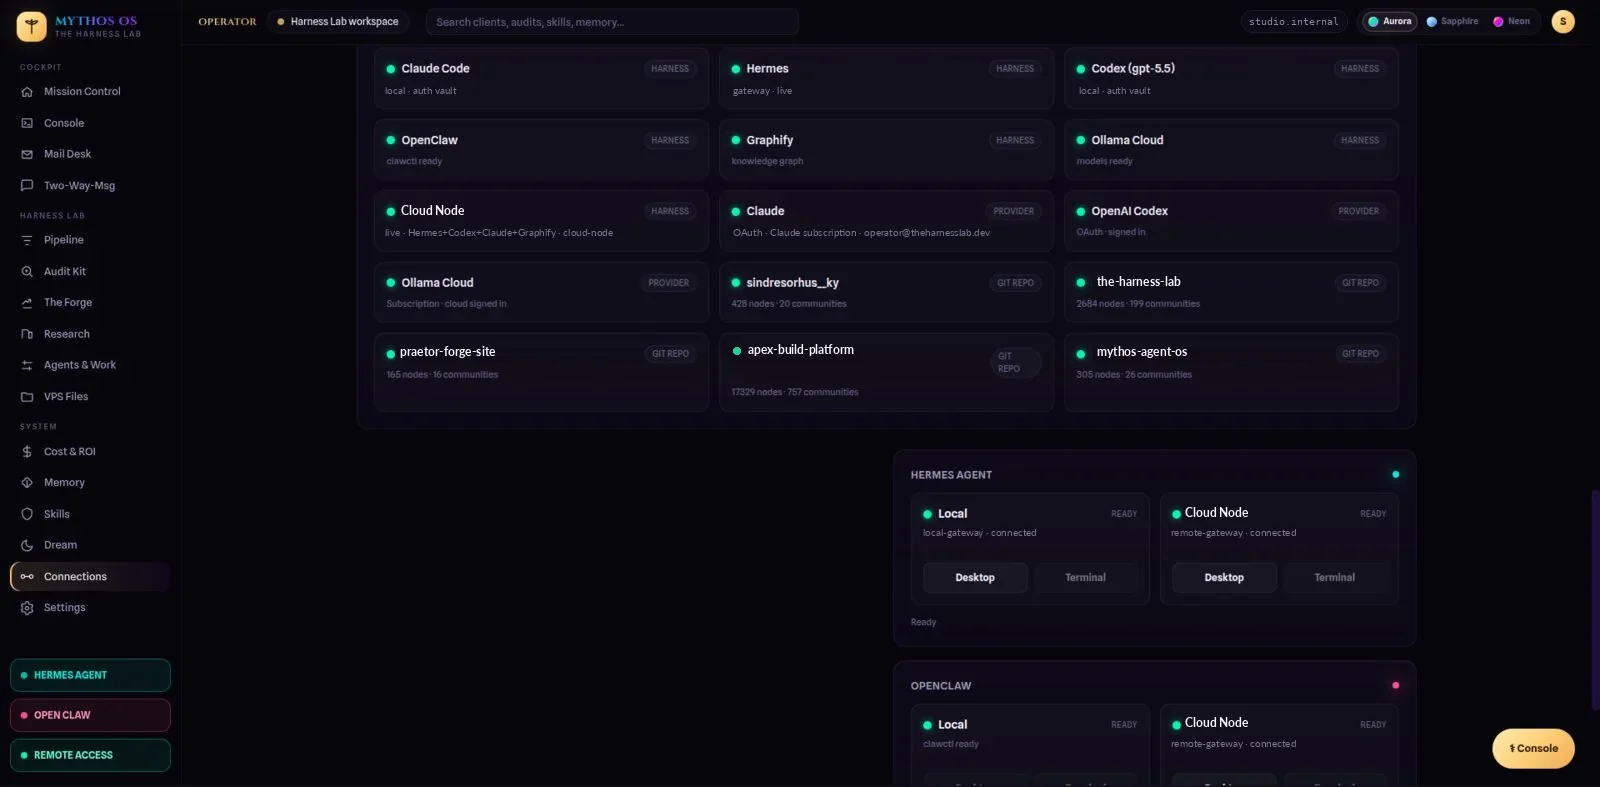 MYTHOS OS
THE HARNESS LAB
OPERATOR
Harness Lab workspace
Search clients, audits, skills, memory...
studio.internal
Aurora
Sapphire
Neon
S
COCKPIT
Mission Control
Console
Mail Desk
Two-Way-Msg
HARNESS LAB
Pipeline
Audit Kit
The Forge
Research
Agents & Work
VPS Files
SYSTEM
Cost & ROI
Memory
Skills
Dream
Connections
Settings
HERMES AGENT
OPEN CLAW
REMOTE ACCESS
Claude Code
HARNESS
local · auth vault
Hermes
HARNESS
gateway · live
Codex (gpt-5.5)
HARNESS
local · auth vault
OpenClaw
HARNESS
clawctl ready
Graphify
HARNESS
knowledge graph
Ollama Cloud
HARNESS
models ready
Cloud Node
HARNESS
live · Hermes+Codex+Claude+Graphify · cloud-node
Claude
PROVIDER
OAuth · Claude subscription · operator@theharnesslab.dev
OpenAI Codex
PROVIDER
OAuth · signed in
Ollama Cloud
PROVIDER
Subscription · cloud signed in
sindresorhus__ky
GIT REPO
428 nodes · 20 communities
the-harness-lab
GIT REPO
2684 nodes · 199 communities
praetor-forge-site
GIT REPO
165 nodes · 16 communities
apex-build-platform
GIT
REPO
17329 nodes · 757 communities
mythos-agent-os
GIT REPO
305 nodes · 26 communities
HERMES AGENT
Local
READY
local-gateway · connected
Desktop
Terminal
Cloud Node
READY
remote-gateway · connected
Desktop
Terminal
Ready
OPENCLAW
Local
READY
clawctl ready
Cloud Node
READY
remote-gateway · connected
Console